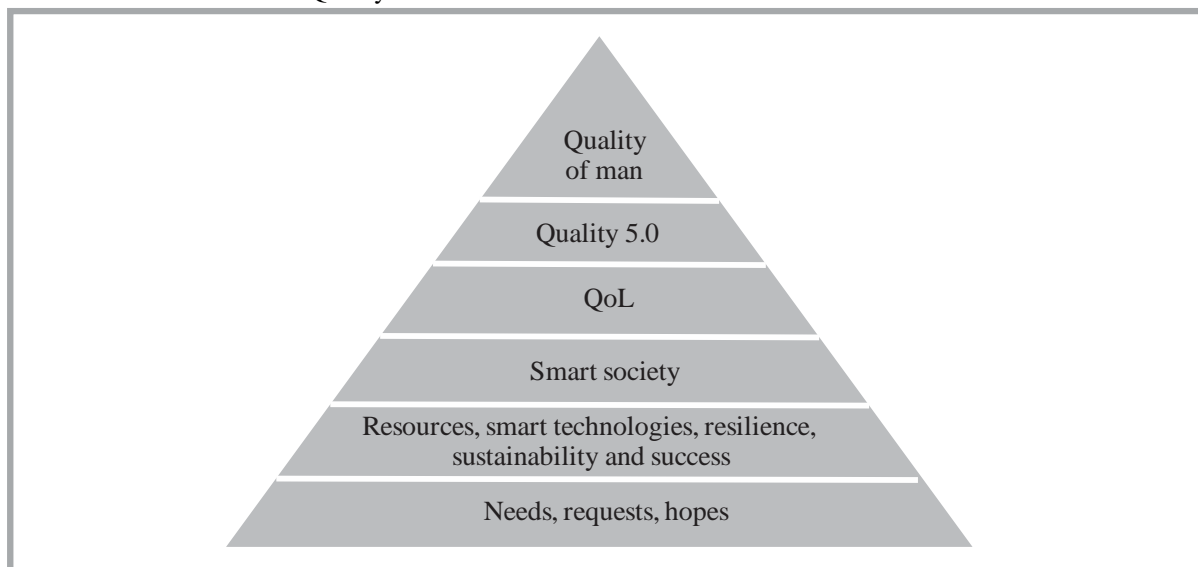 Quality
of man
Quality 5.0
QoL
Smart society
Resources, smart technologies, resilience,
sustainability and success
Needs, requests, hopes